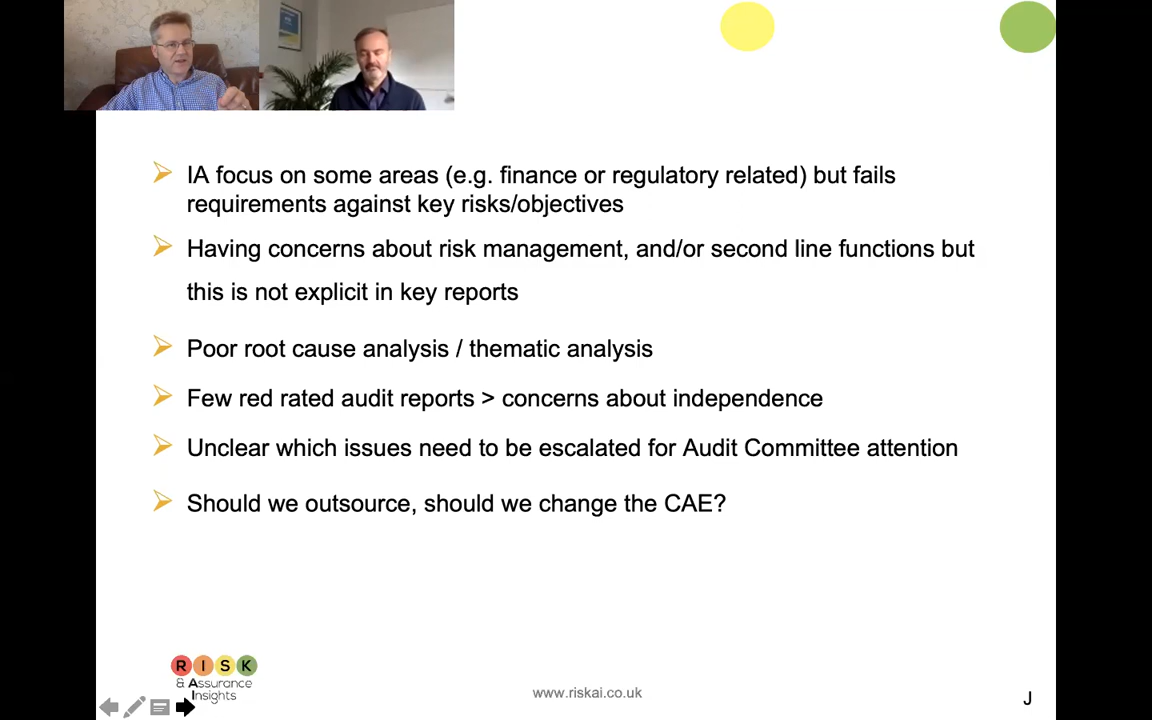 IA focus on some areas (e.g. finance or regulatory related) but fails
requirements against key risks/objectives
Having concerns about risk management, and/or second line functions but
this is not explicit in key reports
Poor root cause analysis / thematic analysis
Few red rated audit reports > concerns about independence
Unclear which issues need to be escalated for Audit Committee attention
Should we outsource, should we change the CAE?
R I S K
& Assurance
Insights
www.riskai.co.uk
J